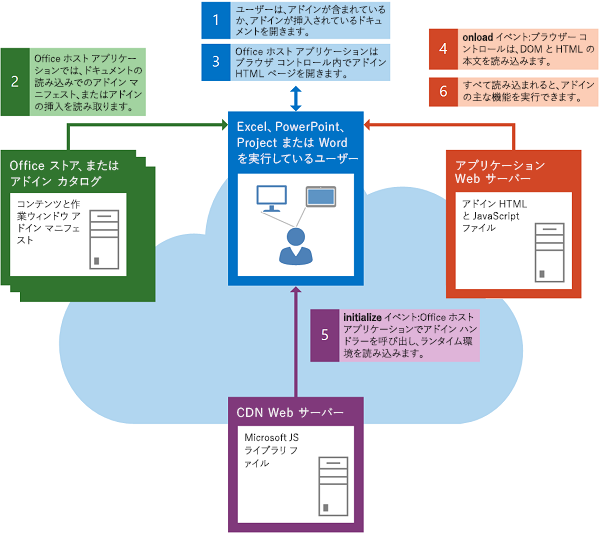 1
ユーザーは、アドインが含まれている
か、アドインが挿入されているドキュ
メントを開きます。
3
Office ホスト アプリケーションは
ブラウザ コントロール内でアドイン
HTML ページを開きます。
2
Office ホスト アプリケー
ションでは、ドキュメントの
読み込みでのアドイン マ
ニフェスト、またはアドイン
の挿入を読み取ります。
4
onload イベント:ブラウザー コ
ントロールは、DOM と HTML の
本文を読み込みます。
6
すべて読み込まれると、アドイン
の主な機能を実行できます。
Office ストア、または
アドイン カタログ
コンテンツと作
業ウィンドウ ア
ドイン マニフェ
スト
Excel、PowerPoint、
Project または Word
を実行しているユーザー
アプリケーション
Web サーバー
アドイン HTML
と JavaScript
ファイル
5
initialize イベント:Office ホスト
アプリケーションでアドイン ハン
ドラーを呼び出し、ランタイム環
境を読み込みます。
CDN Web サーバー
Microsoft JS
ライブラリ フ
ァイル